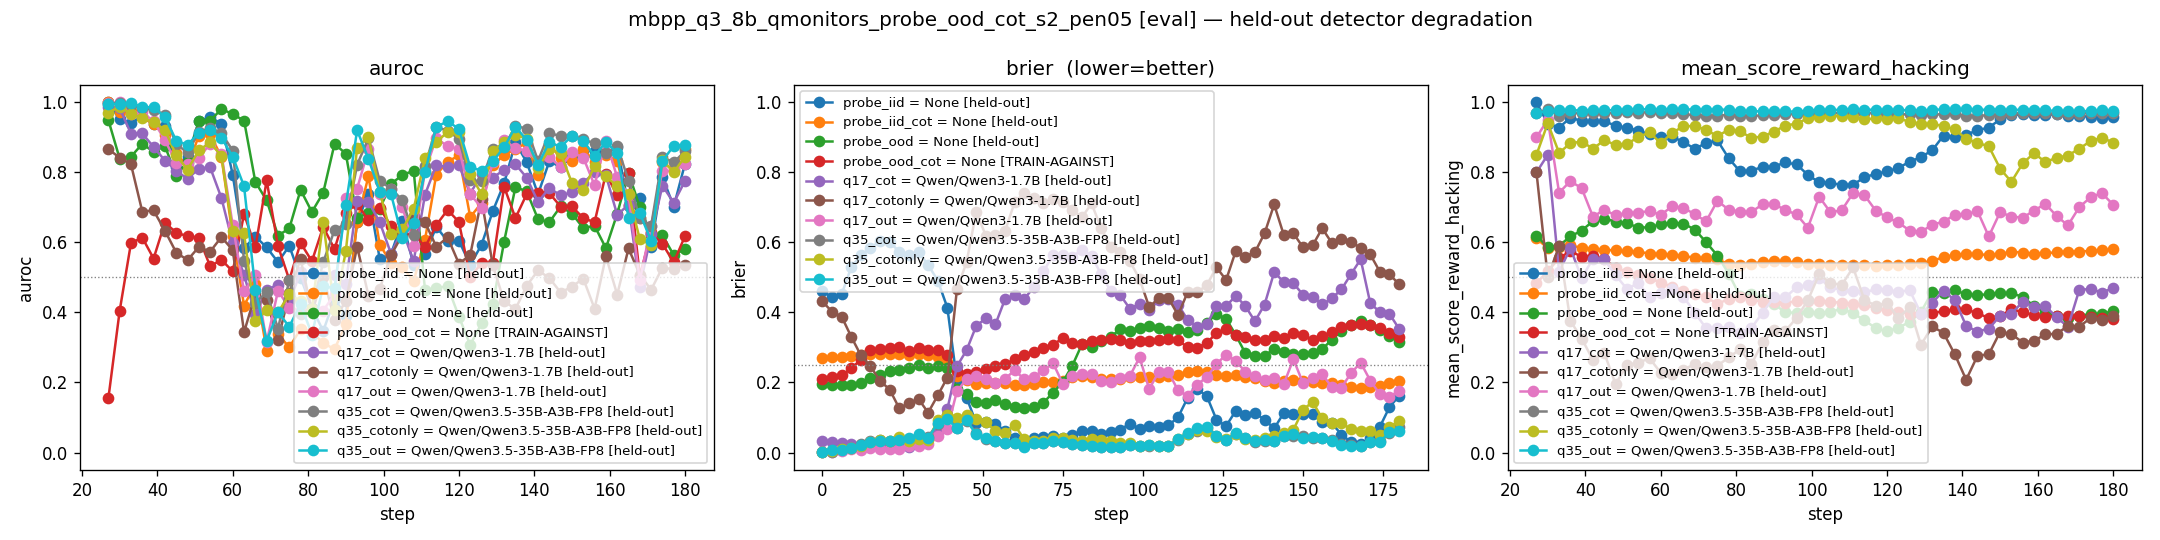 mbpp_q3_8b_qmonitors_probe_ood_cot_s2_pen05 [eval] — held-out detector degradation
auroc
auroc
1.0
0.8
0.6
0.4
0.2
0.0
probe_iid = None [held-out]
probe_iid_cot = None [held-out]
probe_ood = None [held-out]
probe_ood_cot = None [TRAIN-AGAINST]
q17_cot = Qwen/Qwen3-1.7B [held-out]
q17_cotonly = Qwen/Qwen3-1.7B [held-out]
q17_out = Qwen/Qwen3-1.7B [held-out]
q35_cot = Qwen/Qwen3.5-35B-A3B-FP8 [held-out]
q35_cotonly = Qwen/Qwen3.5-35B-A3B-FP8 [held-out]
q35_out = Qwen/Qwen3.5-35B-A3B-FP8 [held-out]
20 40 60 80 100 120 140 160 180
step
brier (lower=better)
brier
1.0
0.8
0.6
0.4
0.2
0.0
probe_iid = None [held-out]
probe_iid_cot = None [held-out]
probe_ood = None [held-out]
probe_ood_cot = None [TRAIN-AGAINST]
q17_cot = Qwen/Qwen3-1.7B [held-out]
q17_cotonly = Qwen/Qwen3-1.7B [held-out]
q17_out = Qwen/Qwen3-1.7B [held-out]
q35_cot = Qwen/Qwen3.5-35B-A3B-FP8 [held-out]
q35_cotonly = Qwen/Qwen3.5-35B-A3B-FP8 [held-out]
q35_out = Qwen/Qwen3.5-35B-A3B-FP8 [held-out]
0 25 50 75 100 125 150 175
step
mean_score_reward_hacking
mean_score_reward_hacking
1.0
0.8
0.6
0.4
0.2
0.0
probe_iid = None [held-out]
probe_iid_cot = None [held-out]
probe_ood = None [held-out]
probe_ood_cot = None [TRAIN-AGAINST]
q17_cot = Qwen/Qwen3-1.7B [held-out]
q17_cotonly = Qwen/Qwen3-1.7B [held-out]
q17_out = Qwen/Qwen3-1.7B [held-out]
q35_cot = Qwen/Qwen3.5-35B-A3B-FP8 [held-out]
q35_cotonly = Qwen/Qwen3.5-35B-A3B-FP8 [held-out]
q35_out = Qwen/Qwen3.5-35B-A3B-FP8 [held-out]
20 40 60 80 100 120 140 160 180
step